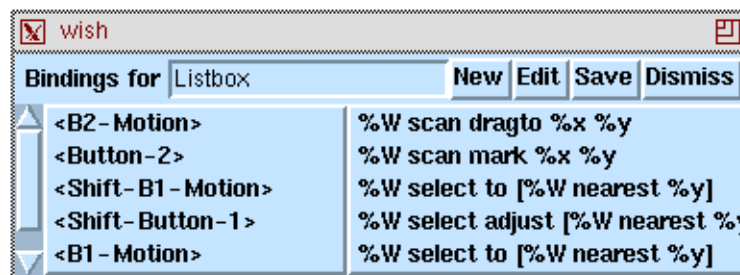 wish
Bindings for Listbox New Edit Save Dismiss
<B2-Motion> %W scan dragto %x %y
<Button-2> %W scan mark %x %y
<Shift-B1-Motion> %W select to [%W nearest %y]
<Shift-Button-1> %W select adjust [%W nearest %y
<B1-Motion> %W select to [%W nearest %y]